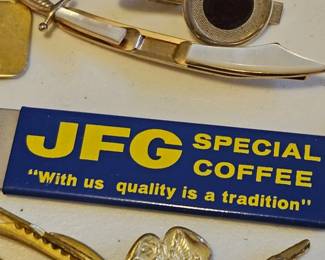 JFG SPECIAL
COFFEE
"With us quality is a tradition"